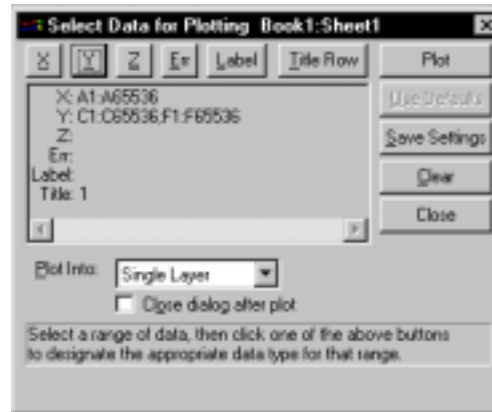 Select Data for Plotting Book1:Sheet1
X Y Z Err Label Title Row Plot
X: A1:A65536
Y: C1:C65536,F1:F65536
Z:
Err:
Label:
Title: 1
Use Defaults
Save Settings
Clear
Close
Plot Into: Single Layer
Close dialog after plot
Select a range of data, then click one of the above buttons
to designate the appropriate data type for that range.